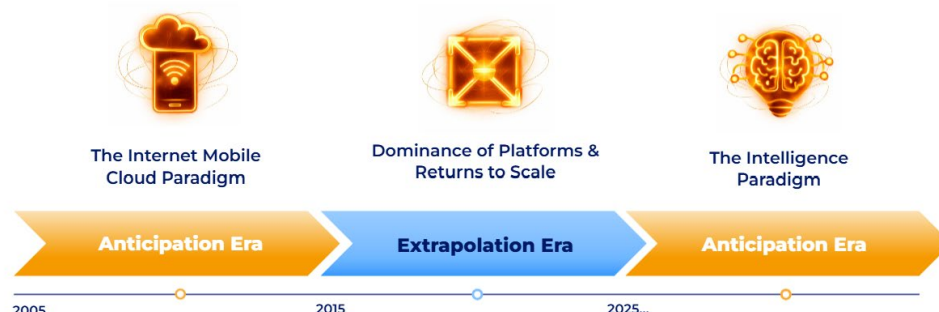 The Internet Mobile
Cloud Paradigm
Dominance of Platforms &
Returns to Scale
The Intelligence
Paradigm
Anticipation Era
Extrapolation Era
Anticipation Era
2005
2015
2025...